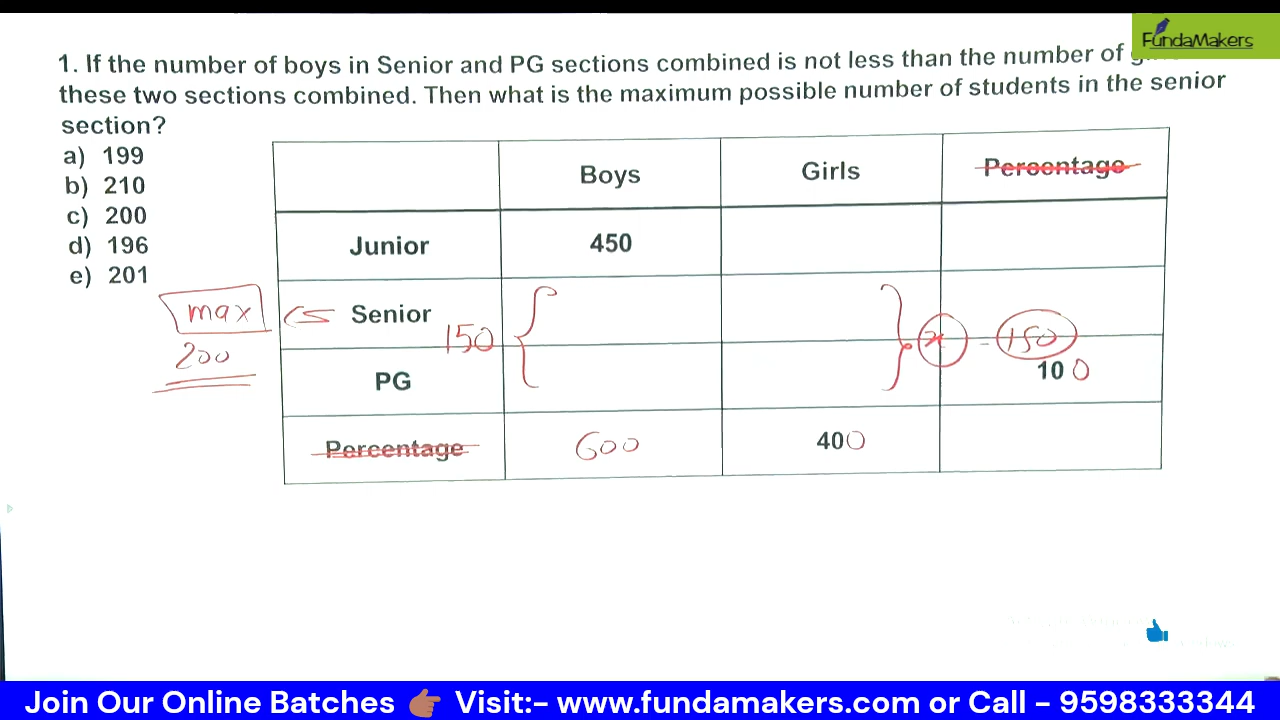 FundaMakers
1. If the number of boys in Senior and PG sections combined is not less than the number of
these two sections combined. Then what is the maximum possible number of students in the senior
section?
a) 199
b) 210
c) 200
d) 196
e) 201
Boys Girls Percentage
Junior 450
max Senior
200 150 x = 150
PG 100
Percentage 600 400
Join Our Online Batches Visit:- www.fundamakers.com or Call - 9598333344